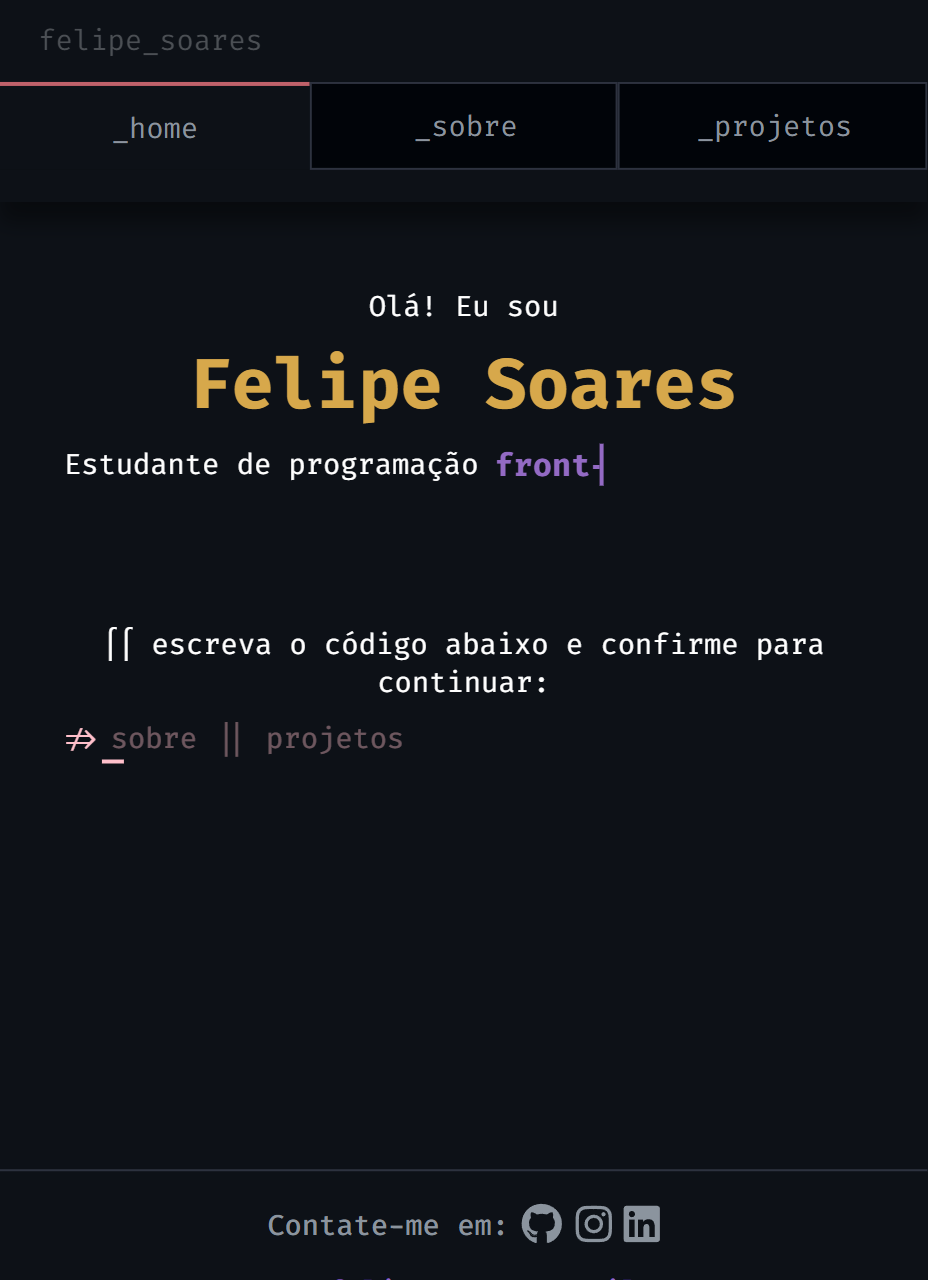 felipe_soares
_home
_sobre
_projetos
Olá! Eu sou
Felipe Soares
Estudante de programação front-
⌈⌈ escreva o código abaixo e confirme para
continuar:
⇏ sobre || projetos
Contate-me em: